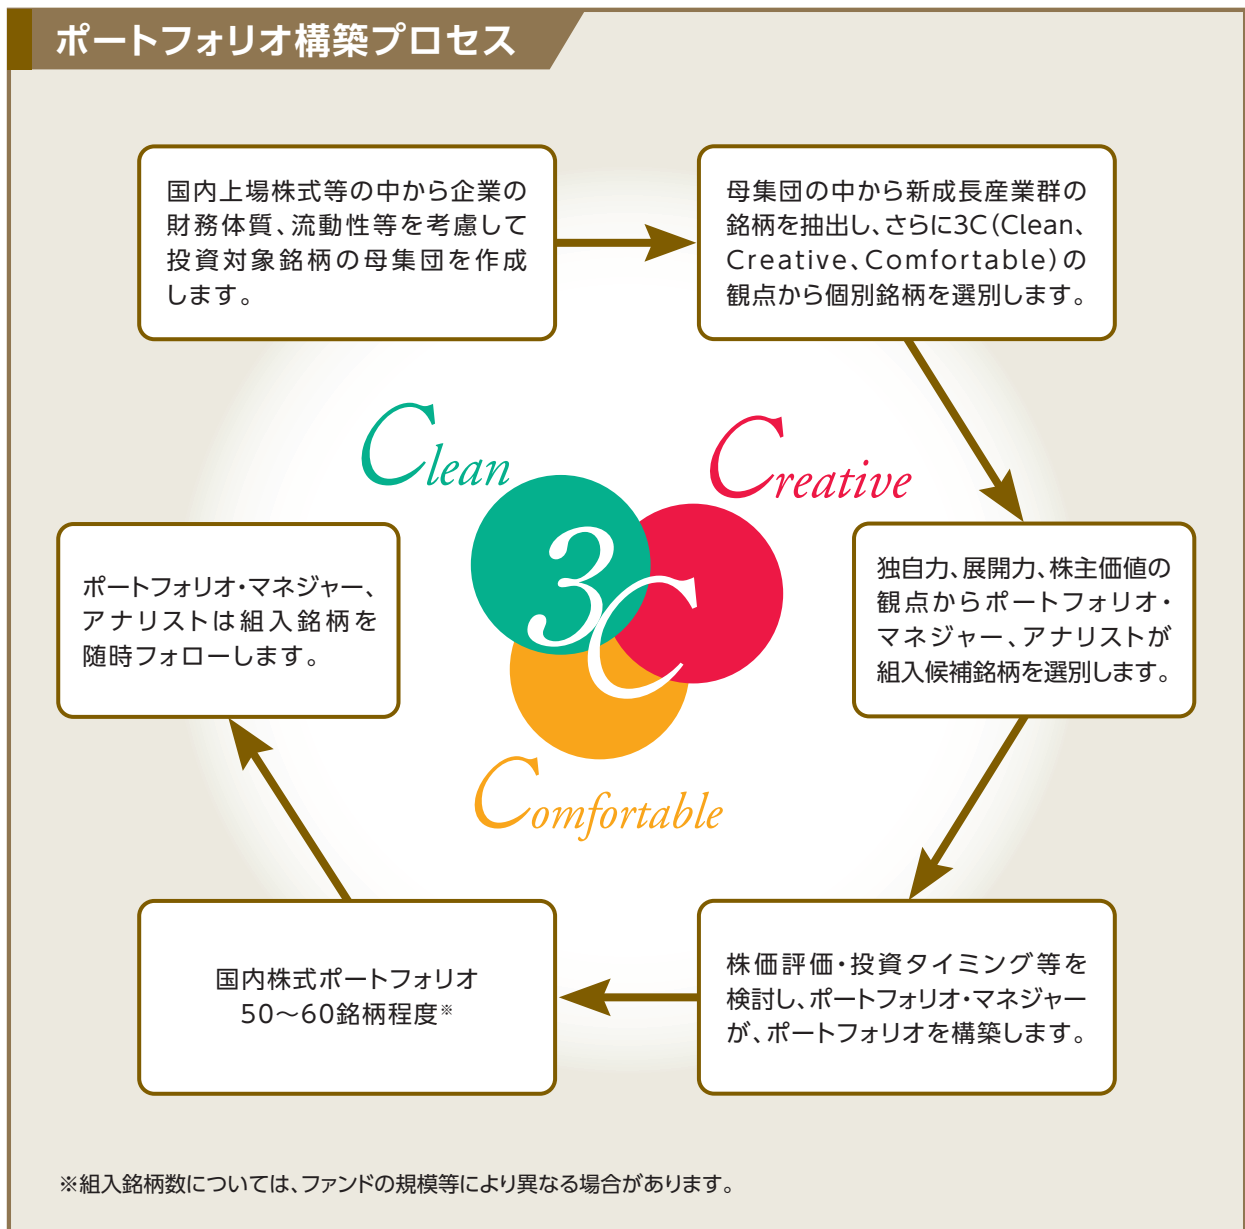 ポートフォリオ構築プロセス
国内上場株式等の中から企業の
財務体質、流動性等を考慮して
投資対象銘柄の母集団を作成
します。
母集団の中から新成長産業群の
銘柄を抽出し、さらに3C(Clean、
Creative、Comfortable)の
観点から個別銘柄を選別します。
Clean
Creative
3C
Comfortable
独自力、展開力、株主価値の
観点からポートフォリオ・
マネジャー、アナリストが
組入候補銘柄を選別します。
株価評価・投資タイミング等を
検討し、ポートフォリオ・マネジャー
が、ポートフォリオを構築します。
国内株式ポートフォリオ
50～60銘柄程度※
ポートフォリオ・マネジャー、
アナリストは組入銘柄を
随時フォローします。
※組入銘柄数については、ファンドの規模等により異なる場合があります。